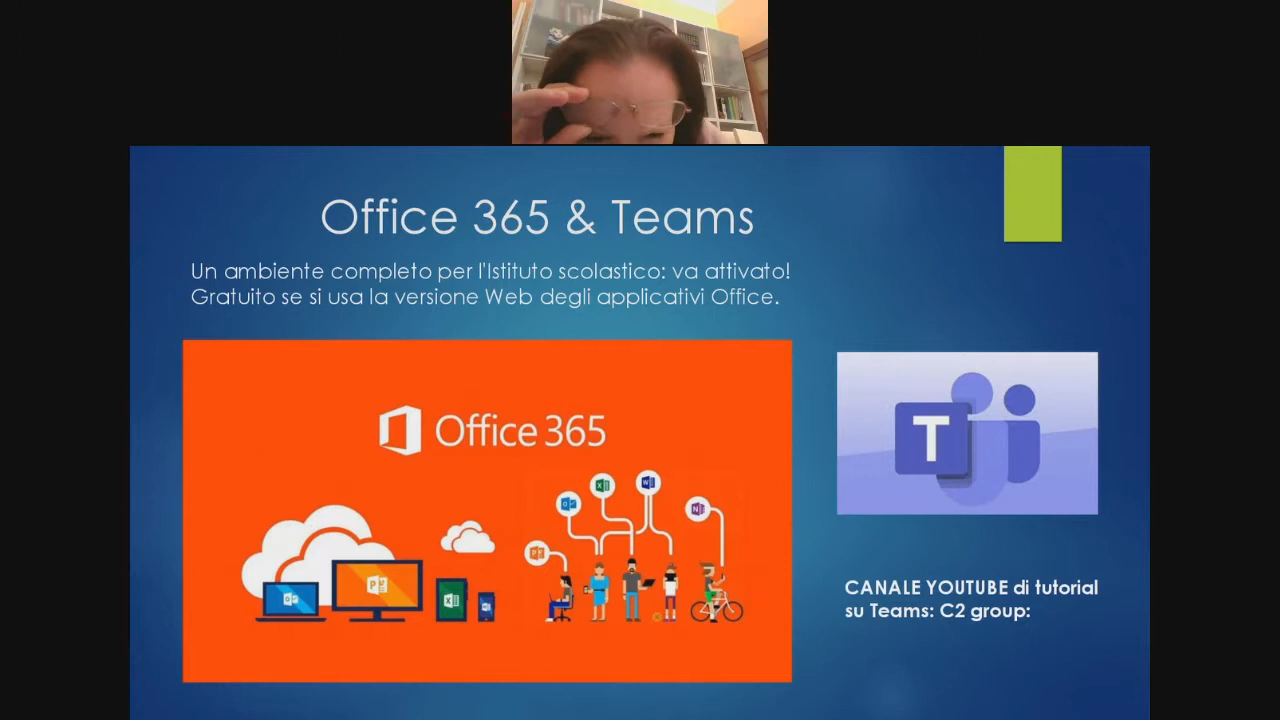 Office 365 & Teams
Un ambiente completo per l'Istituto scolastico: va attivato!
Gratuito se si usa la versione Web degli applicativi Office.
Office 365
T
CANALE YOUTUBE di tutorial
su Teams: C2 group: